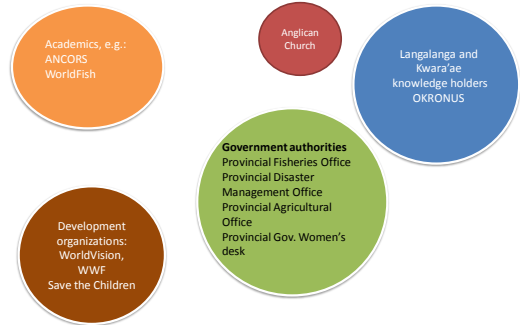 Academics, e.g.:
ANCORS
WorldFish
Anglican
Church
Langalanga and
Kwara'ae
knowledge holders
OKRONUS
Government authorities
Provincial Fisheries Office
Provincial Disaster
Management Office
Provincial Agricultural
Office
Provincial Gov. Women's
desk
Development
organizations:
WorldVision,
WWF
Save the Children